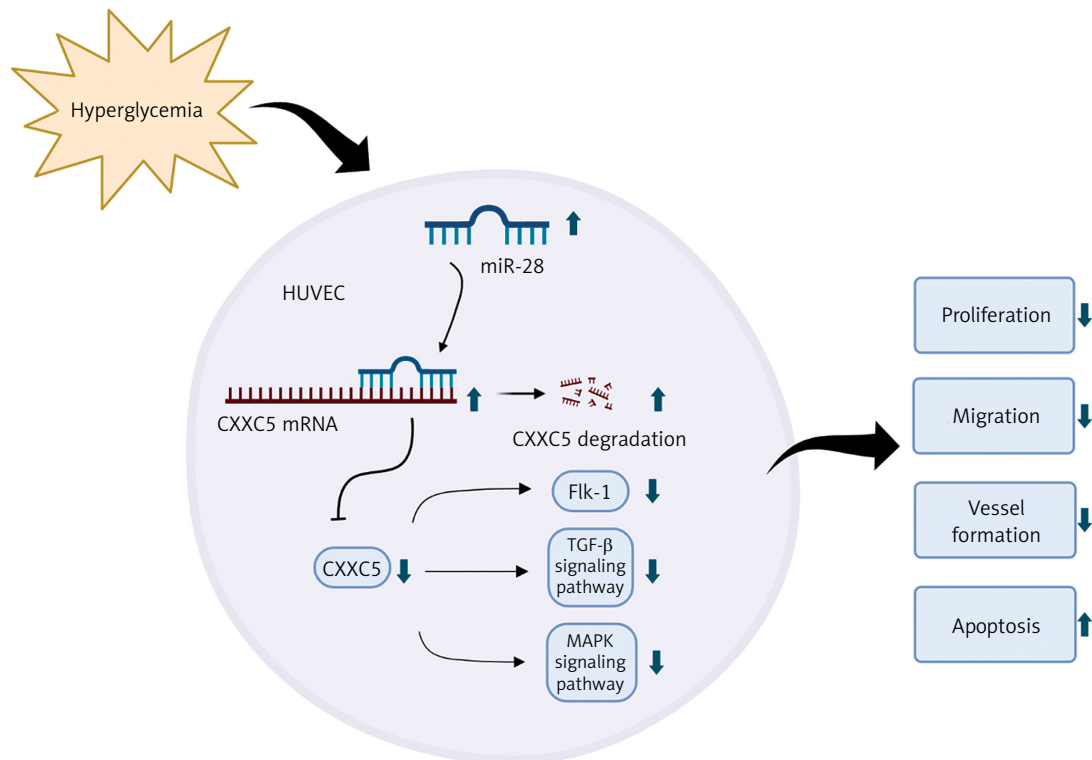 Hyperglycemia
miR-28
HUVEC
CXXC5 mRNA
CXXC5 degradation
Flk-1
CXXC5
TGF-β
signaling
pathway
MAPK
signaling
pathway
Proliferation
Migration
Vessel
formation
Apoptosis